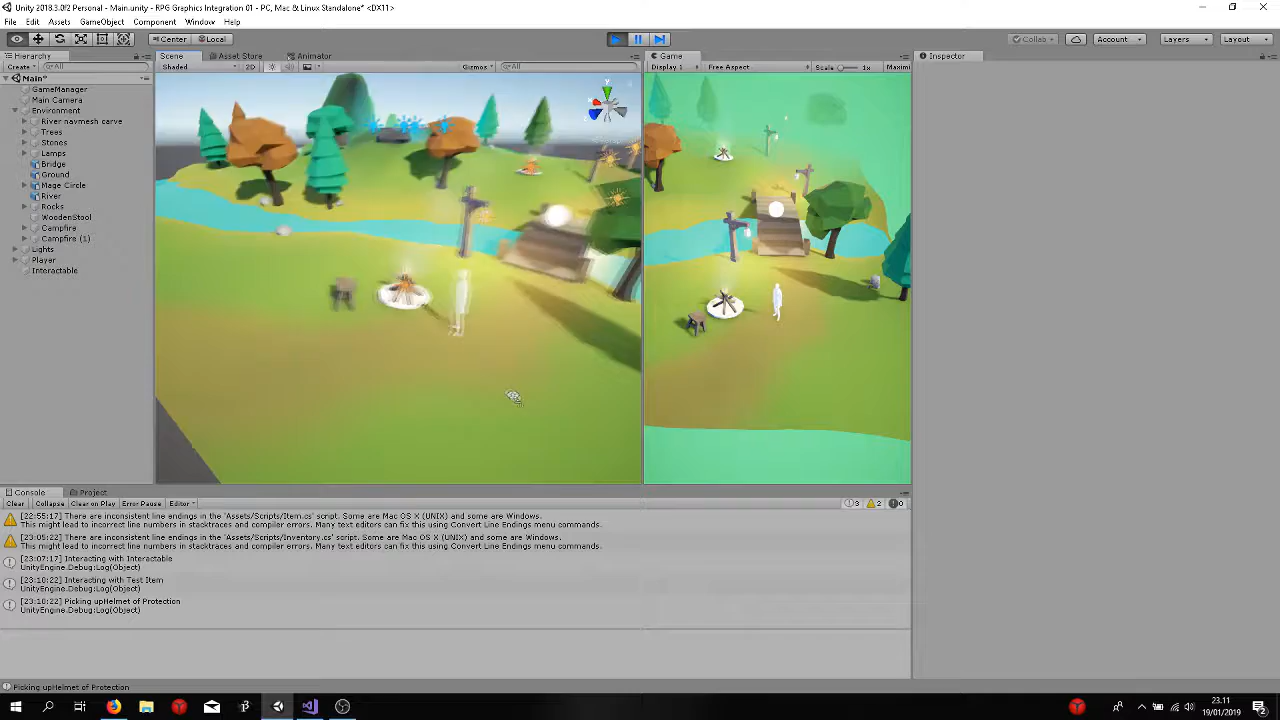 Unity 2018.3.0f2 Personal - Main.unity - RPG Graphics Integration 01 - PC, Mac & Linux Standalone* <DX11>
File Edit Assets GameObject Component Window Help
Center Local
Collab Account Layers Layout
Hierarchy
Create All
Main*
GameManager
Main Camera
Environment
River navmesh carve
Trees
Stones
Lamps
Bridge
Ground
Mage Circle
River
Rocks
WoodenStool
Campfire
Campfire (1)
Lights
Player
Interactable
Scene Asset Store Animator
Shaded 2D Gizmos All
Game
Display 1 Free Aspect Scale 1x Maximi
Inspector
Console Project
Clear Collapse Clear on Play Error Pause Editor
[22:55:17] There are inconsistent line endings in the 'Assets/Scripts/Item.cs' script. Some are Mac OS X (UNIX) and some are Windows.
This might lead to incorrect line numbers in stacktraces and compiler errors. Many text editors can fix this using Convert Line Endings menu commands.
[23:05:22] There are inconsistent line endings in the 'Assets/Scripts/Inventory.cs' script. Some are Mac OS X (UNIX) and some are Windows.
This might lead to incorrect line numbers in stacktraces and compiler errors. Many text editors can fix this using Convert Line Endings menu commands.
[23:07:17] Interacting with Interactable
UnityEngine.Debug:Log(Object)
[23:10:22] Interacting with Test Item
UnityEngine.Debug:Log(Object)
[23:10:22] Picking upHelmet of Protection
UnityEngine.Debug:Log(Object)
Picking upHelmet of Protection
23.11
19/01/2019